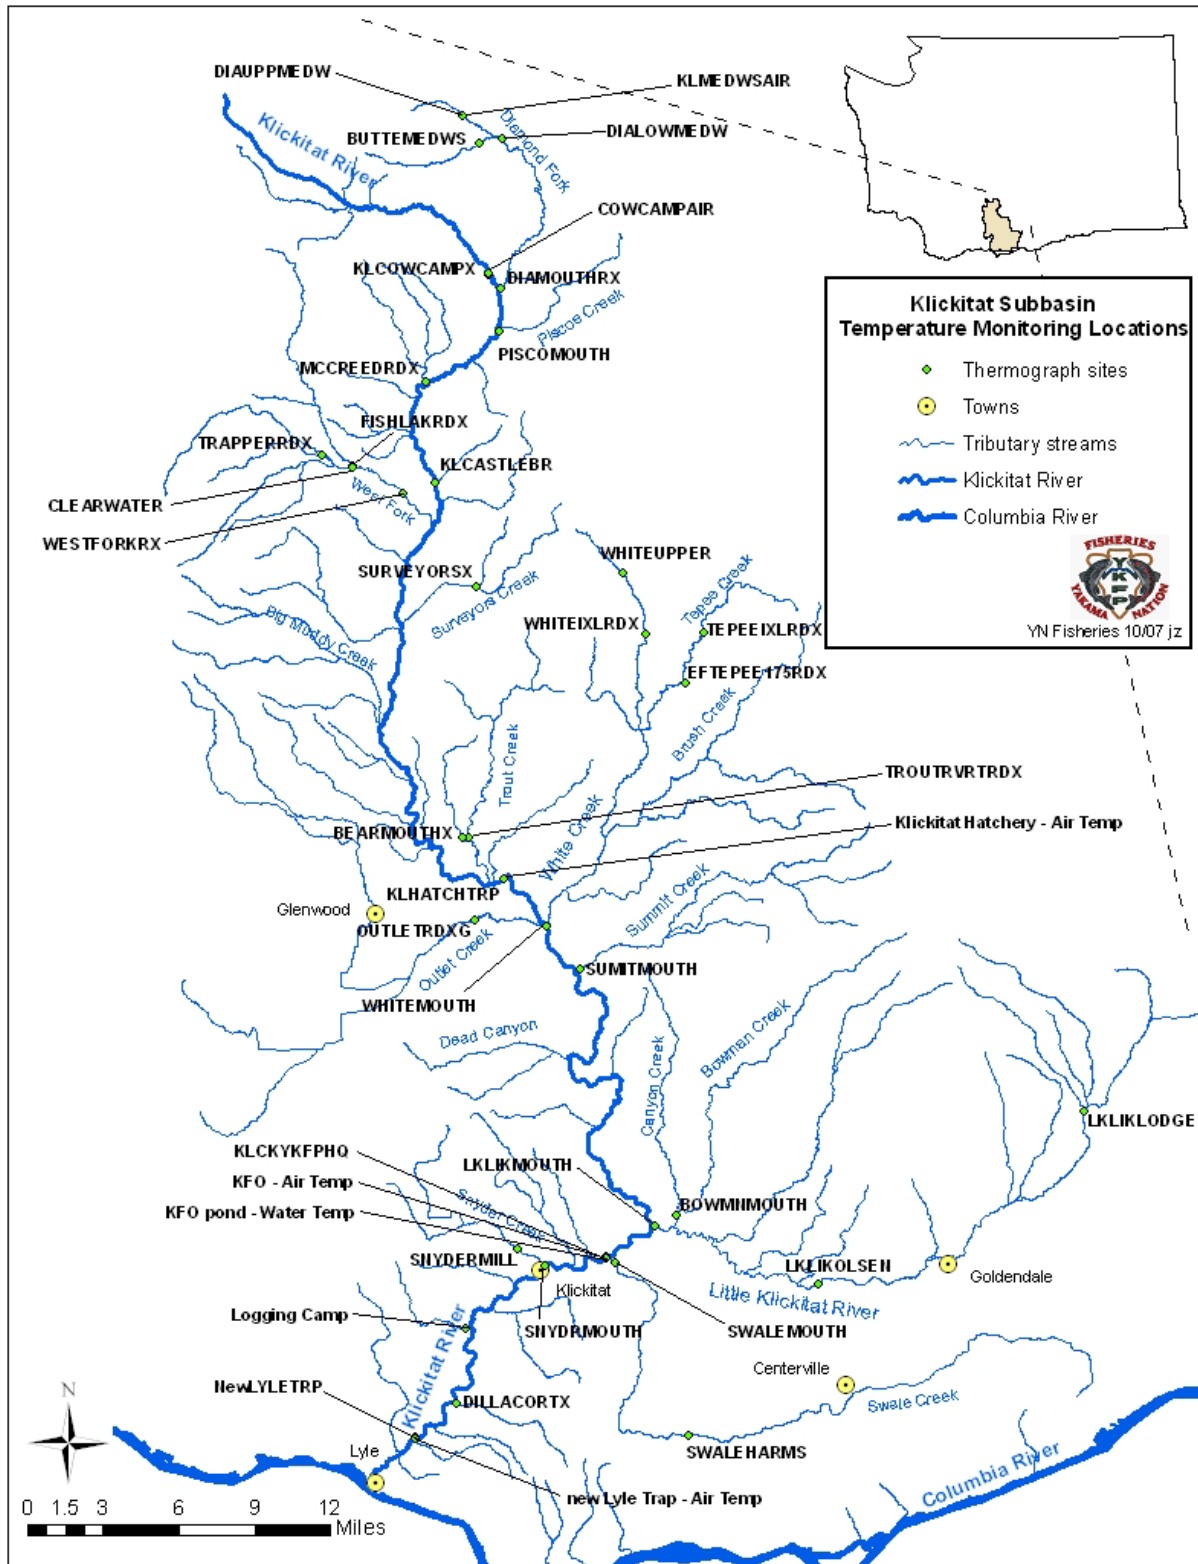 DIAUPPMEDW
KLMEDWSAIR
Klickitat River
BUTTEMEDWS
Diamond Fork
DIALOWMEDW
COWCAMPAIR
KLCOWCAMPX
DIAMOUTHRX
Piscoe Creek
PISCOMOUTH
MCCREEDRDX
FISHLAKRDX
TRAPPERRDX
KLCASTLEBR
CLEARWATER
West Fork
WESTFORKRX
SURVEYORSX
Surveyors Creek
Big Muddy Creek
WHITEUPPER
Tepee Creek
WHITEIXLRDX
TEPEEIXLRDX
EFTEPEE175RDX
Brush Creek
Trout Creek
TROUTRVRTRDX
Klickitat Hatchery - Air Temp
BEARMOUTHX
White Creek
KLHATCHTRP
Glenwood
OUTLETRDXG
Outlet Creek
Summit Creek
WHITEMOUTH
SUMITMOUTH
Dead Canyon
Canyon Creek
Bowman Creek
LKLIKLODGE
KLCKYKFPHQ
LKLIKMOUTH
KFO - Air Temp
KFO pond - Water Temp
Snyder Creek
BOWMNMOUTH
SNYDERMILL
Klickitat
LKLIKOLSEN
Goldendale
Little Klickitat River
Logging Camp
SNYDRMOUTH
SWALEMOUTH
Klickitat River
NewLYLETRP
Centerville
Swale Creek
DILLACORTX
SWALEHARMS
Lyle
new Lyle Trap - Air Temp
Columbia River
N
0 1.5 3 6 9 12
Miles
Klickitat Subbasin
Temperature Monitoring Locations
Thermograph sites
Towns
Tributary streams
Klickitat River
Columbia River
FISHERIES
YKFP
YAKAMA NATION
YN Fisheries 10/07 jz